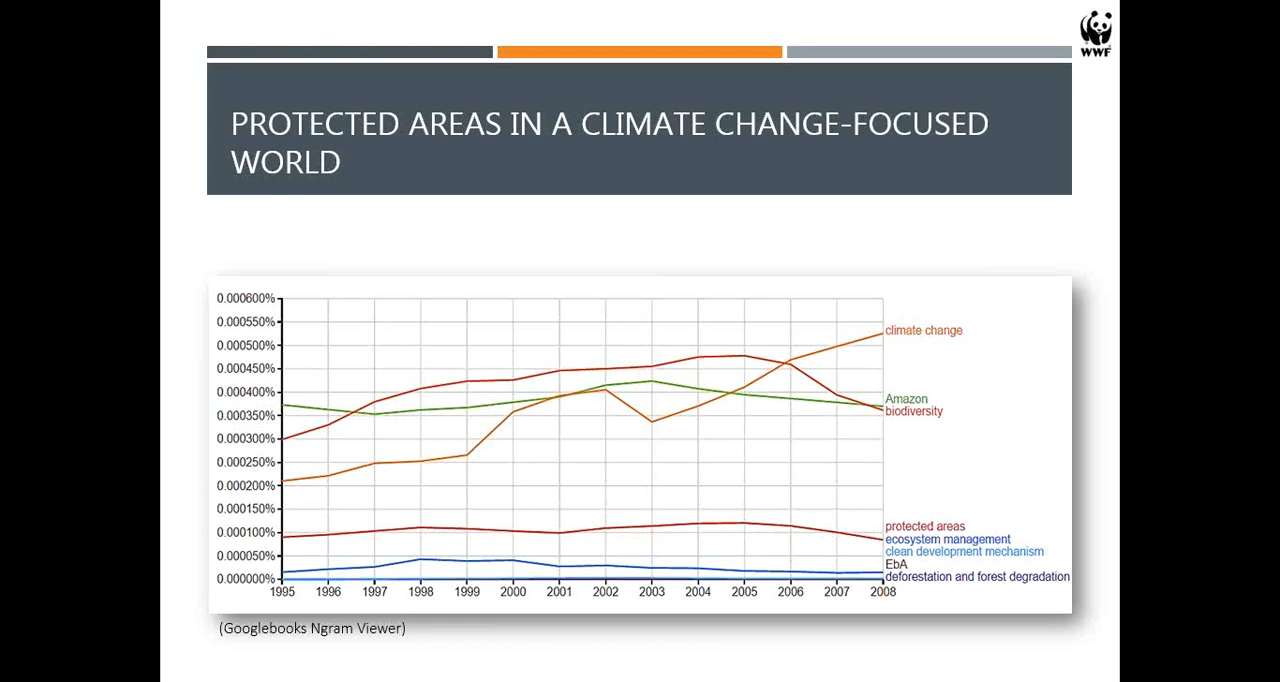 WWF
PROTECTED AREAS IN A CLIMATE CHANGE-FOCUSED
WORLD
0.000600%
0.000550%
0.000500%
0.000450%
0.000400%
0.000350%
0.000300%
0.000250%
0.000200%
0.000150%
0.000100%
0.000050%
0.000000%
climate change
Amazon
biodiversity
protected areas
ecosystem management
clean development mechanism
EbA
deforestation and forest degradation
1995 1996 1997 1998 1999 2000 2001 2002 2003 2004 2005 2006 2007 2008
(Googlebooks Ngram Viewer)